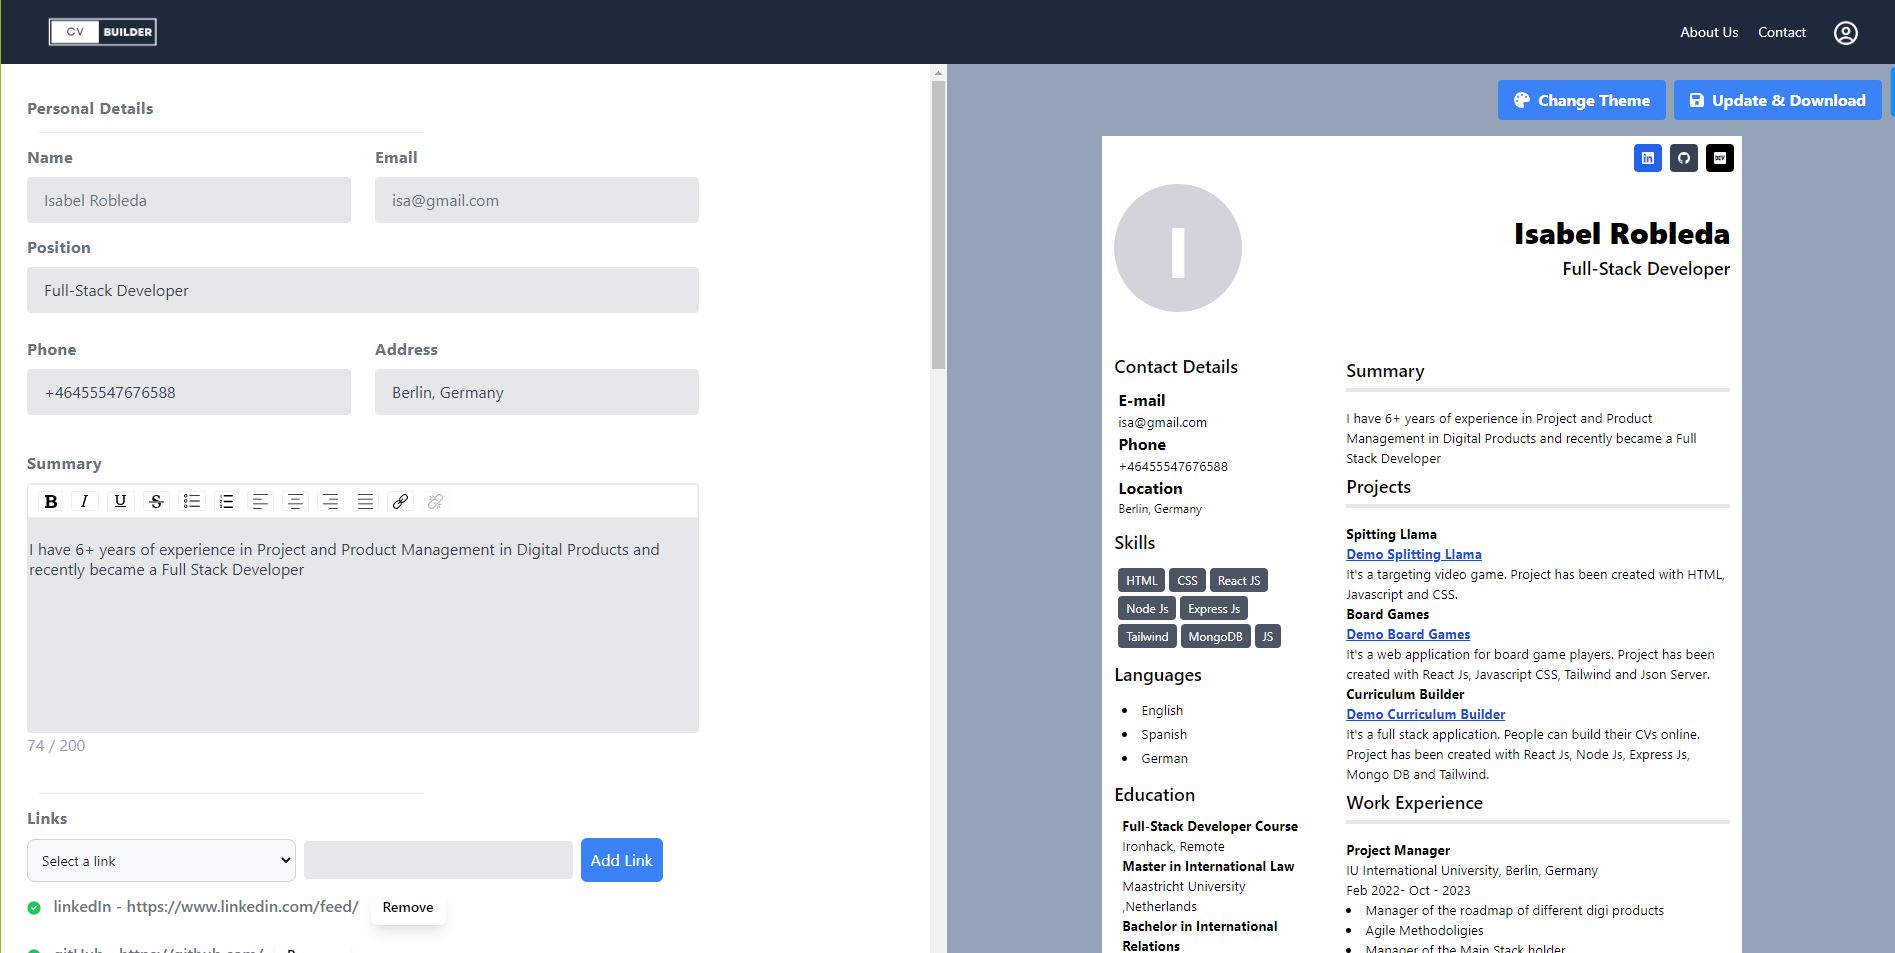 CV BUILDER
About Us
Contact
Personal Details
Name
Email
Isabel Robleda
isa@gmail.com
Position
Full-Stack Developer
Phone
Address
+46455547676588
Berlin, Germany
Summary
B I U S
I have 6+ years of experience in Project and Product Management in Digital Products and
recently became a Full Stack Developer
74 / 200
Links
Select a link
Add Link
linkedIn - https://www.linkedin.com/feed/
Remove
gitHub - https://github.com/
Change Theme
Update & Download
in
DEV
I
Isabel Robleda
Full-Stack Developer
Contact Details
E-mail
isa@gmail.com
Phone
+46455547676588
Location
Berlin, Germany
Skills
HTML CSS React JS
Node Js Express Js
Tailwind MongoDB JS
Languages
English
Spanish
German
Education
Full-Stack Developer Course
Ironhack, Remote
Master in International Law
Maastricht University
,Netherlands
Bachelor in International
Relations
Summary
I have 6+ years of experience in Project and Product
Management in Digital Products and recently became a Full
Stack Developer
Projects
Spitting Llama
Demo Splitting Llama
It's a targeting video game. Project has been created with HTML,
Javascript and CSS.
Board Games
Demo Board Games
It's a web application for board game players. Project has been
created with React Js, Javascript CSS, Tailwind and Json Server.
Curriculum Builder
Demo Curriculum Builder
It's a full stack application. People can build their CVs online.
Project has been created with React Js, Node Js, Express Js,
Mongo DB and Tailwind.
Work Experience
Project Manager
IU International University, Berlin, Germany
Feb 2022- Oct - 2023
Manager of the roadmap of different digi products
Agile Methodoligies
Manager of the Main Stack holder